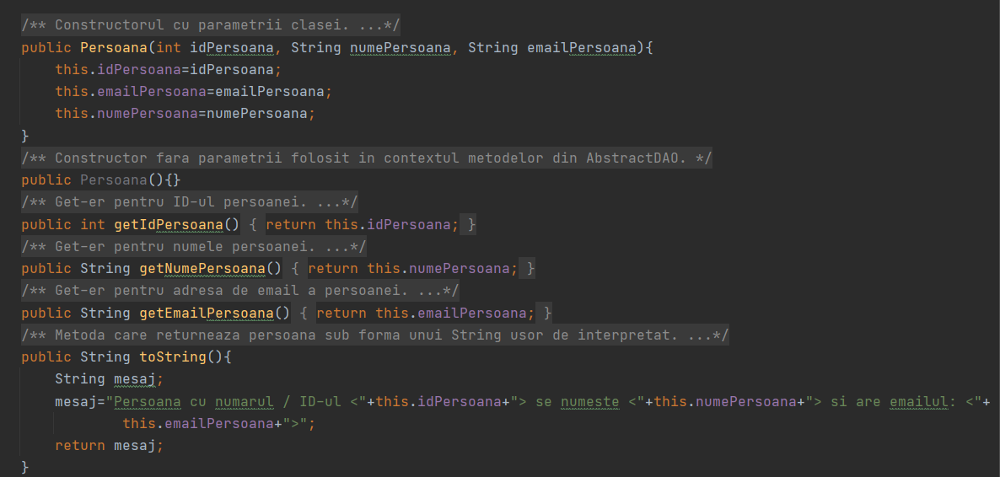 /** Constructorul cu parametrii clasei. ...*/
public Persoana(int idPersoana, String numePersoana, String emailPersoana){
this.idPersoana=idPersoana;
this.emailPersoana=emailPersoana;
this.numePersoana=numePersoana;
}
/** Constructor fara parametrii folosit in contextul metodelor din AbstractDAO. */
public Persoana(){}
/** Get-er pentru ID-ul persoanei. ...*/
public int getIdPersoana() { return this.idPersoana; }
/** Get-er pentru numele persoanei. ...*/
public String getNumePersoana() { return this.numePersoana; }
/** Get-er pentru adresa de email a persoanei. ...*/
public String getEmailPersoana() { return this.emailPersoana; }
/** Metoda care returneaza persoana sub forma unui String usor de interpretat. ...*/
public String toString(){
String mesaj;
mesaj="Persoana cu numarul / ID-ul <"+this.idPersoana+"> se numeste <"+this.numePersoana+"> si are emailul: <"+
this.emailPersoana+">";
return mesaj;
}